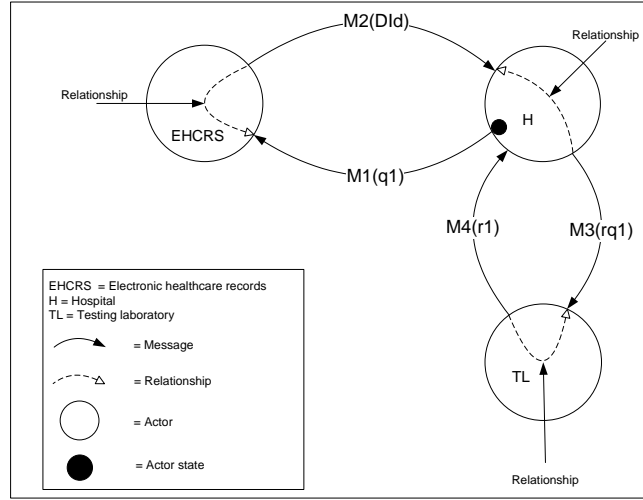 M2(DId)
Relationship
Relationship
EHCRS
H
M1(q1)
M4(r1)
M3(rq1)
EHCRS = Electronic healthcare records
H = Hospital
TL = Testing laboratory
= Message
= Relationship
= Actor
= Actor state
TL
Relationship